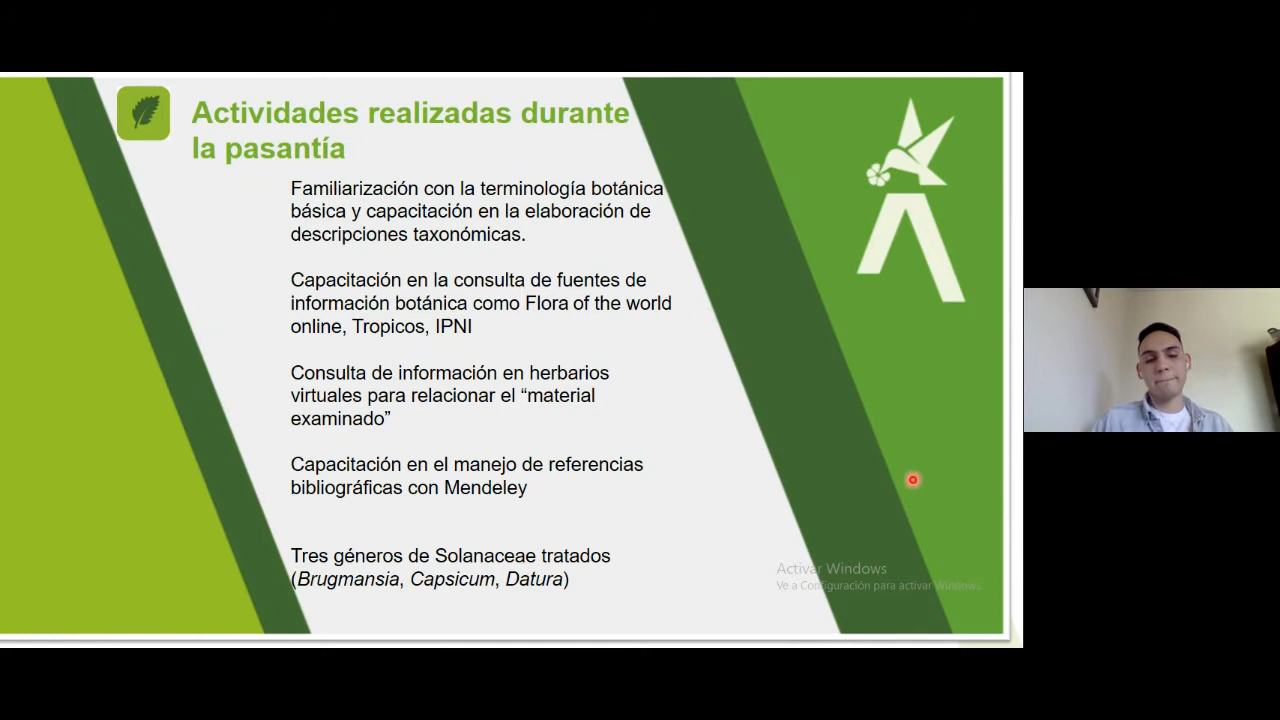 Actividades realizadas durante
la pasantía
Familiarización con la terminología botánica
básica y capacitación en la elaboración de
descripciones taxonómicas.
Capacitación en la consulta de fuentes de
información botánica como Flora of the world
online, Tropicos, IPNI
Consulta de información en herbarios
virtuales para relacionar el “material
examinado”
Capacitación en el manejo de referencias
bibliográficas con Mendeley
Tres géneros de Solanaceae tratados
(Brugmansia, Capsicum, Datura)
Activar Windows
Ve a Configuración para activar Windows.